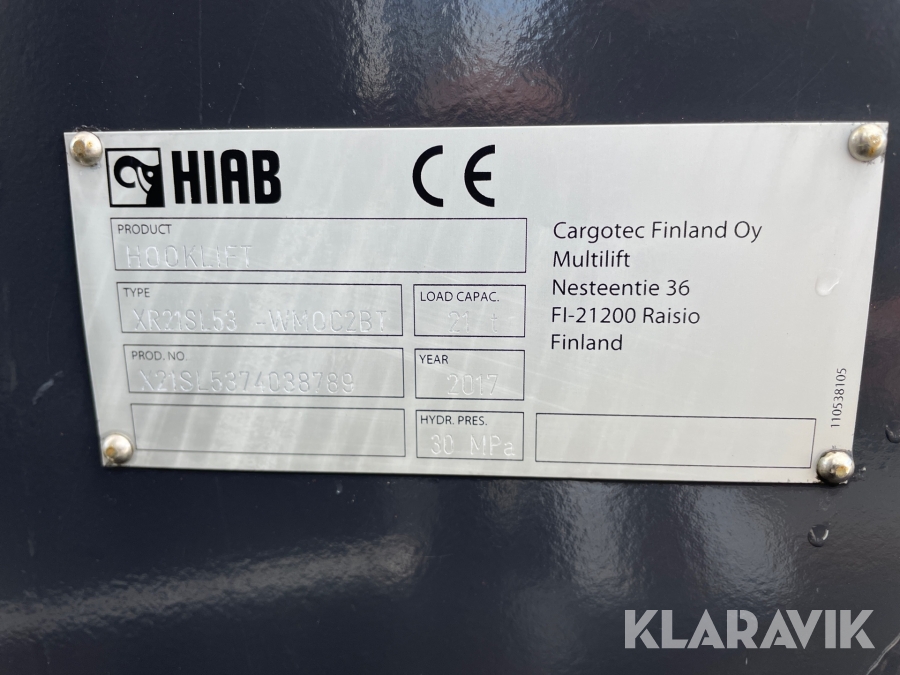 HIAB CE
PRODUCT
HOOKLIFT
TYPE
XR21SL53 -WMOC2BT
LOAD CAPAC.
21 t
PROD. NO.
X21SL5374038789
YEAR
2017
HYDR. PRES.
30 MPa
Cargotec Finland Oy
Multilift
Nesteentie 36
FI-21200 Raisio
Finland
110538105
KLARAVIK